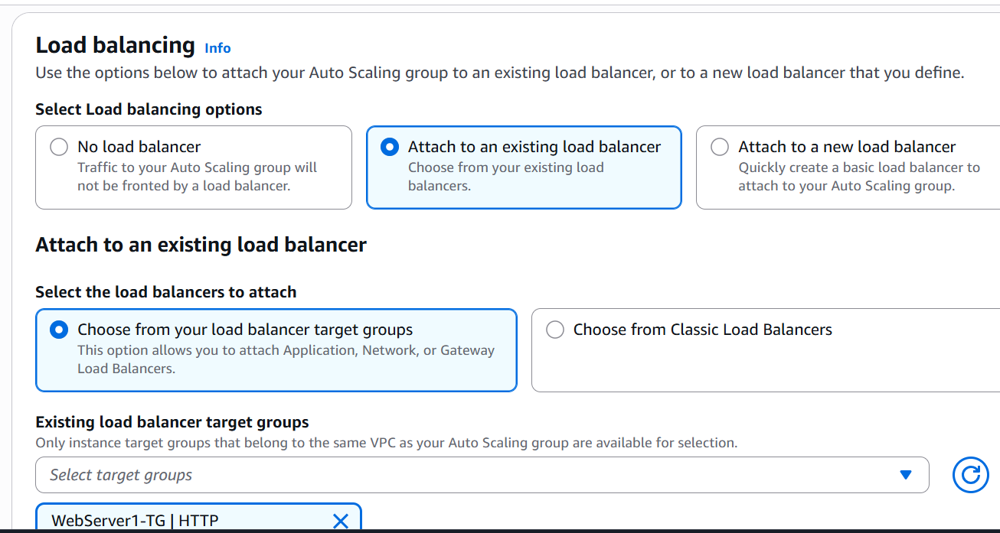 Load balancing Info
Use the options below to attach your Auto Scaling group to an existing load balancer, or to a new load balancer that you define.
Select Load balancing options
No load balancer
Traffic to your Auto Scaling group will
not be fronted by a load balancer.
Attach to an existing load balancer
Choose from your existing load
balancers.
Attach to a new load balancer
Quickly create a basic load balancer to
attach to your Auto Scaling group.
Attach to an existing load balancer
Select the load balancers to attach
Choose from your load balancer target groups
This option allows you to attach Application, Network, or Gateway
Load Balancers.
Choose from Classic Load Balancers
Existing load balancer target groups
Only instance target groups that belong to the same VPC as your Auto Scaling group are available for selection.
Select target groups
WebServer1-TG | HTTP